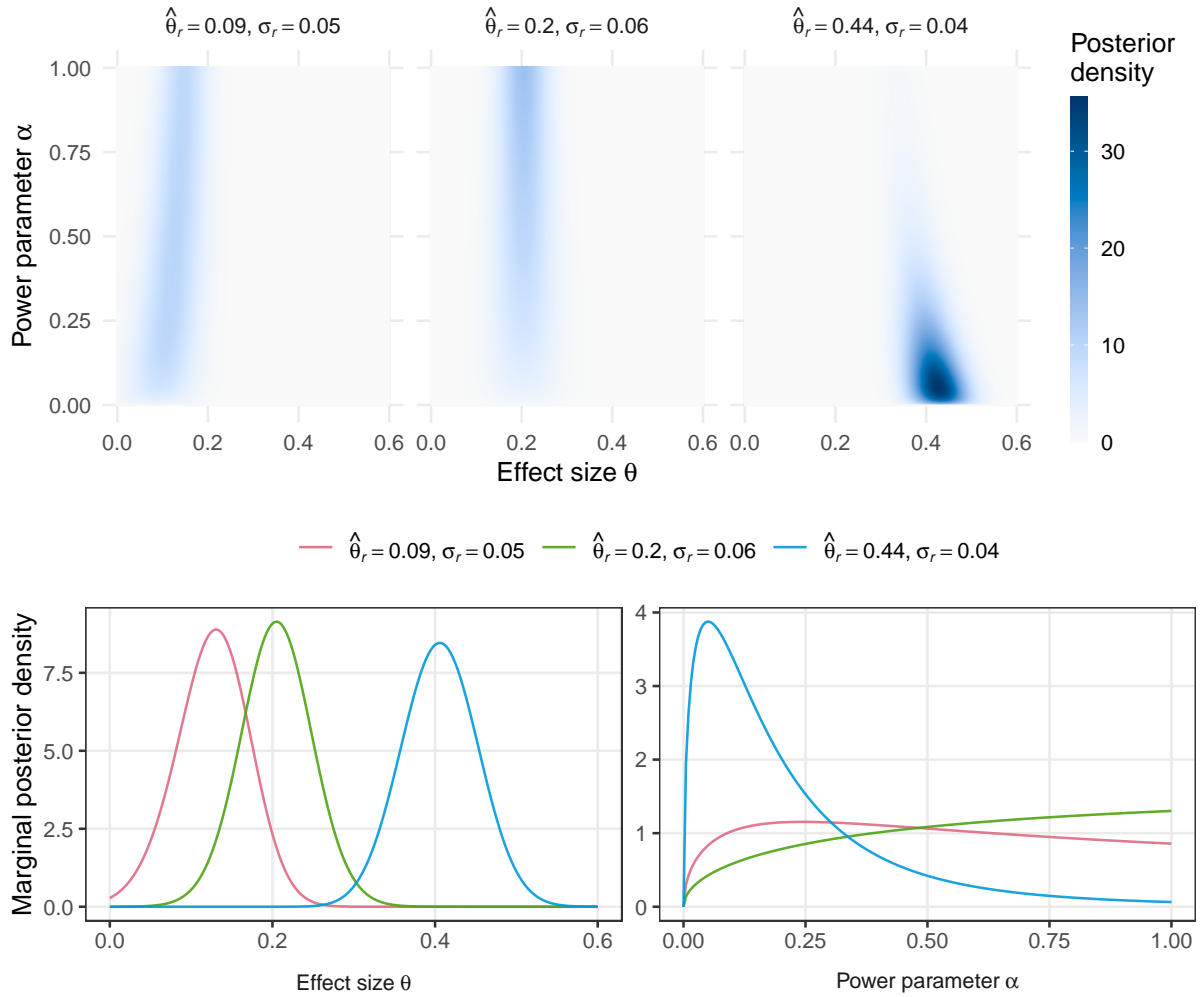 θ̂r = 0.09, σr = 0.05
θ̂r = 0.2, σr = 0.06
θ̂r = 0.44, σr = 0.04
Posterior
density
30
20
10
0
Power parameter α
1.00
0.75
0.50
0.25
0.00
0.0 0.2 0.4 0.6
0.0 0.2 0.4 0.6
0.0 0.2 0.4 0.6
Effect size θ
θ̂r = 0.09, σr = 0.05
θ̂r = 0.2, σr = 0.06
θ̂r = 0.44, σr = 0.04
Marginal posterior density
7.5
5.0
2.5
0.0
0.0 0.2 0.4 0.6
Effect size θ
4
3
2
1
0
0.00 0.25 0.50 0.75 1.00
Power parameter α